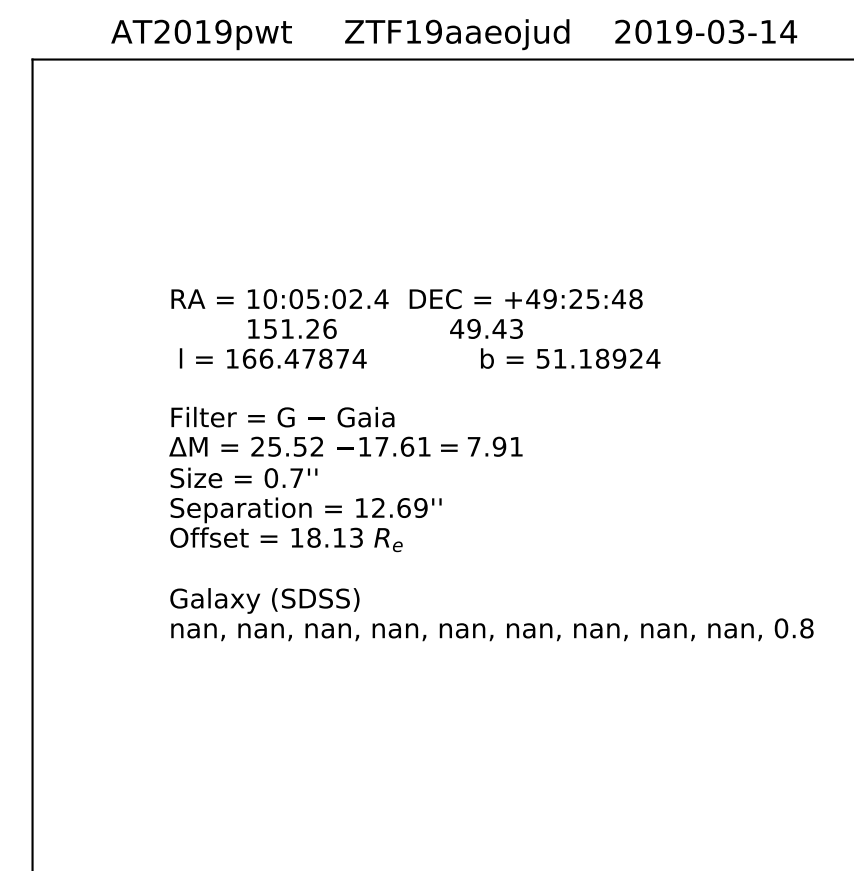 AT2019pwt ZTF19aaeojud 2019-03-14
RA = 10:05:02.4 DEC = +49:25:48
151.26 49.43
l = 166.47874 b = 51.18924
Filter = G − Gaia
ΔM = 25.52 −17.61 = 7.91
Size = 0.7''
Separation = 12.69''
Offset = 18.13 Re
Galaxy (SDSS)
nan, nan, nan, nan, nan, nan, nan, nan, nan, 0.8